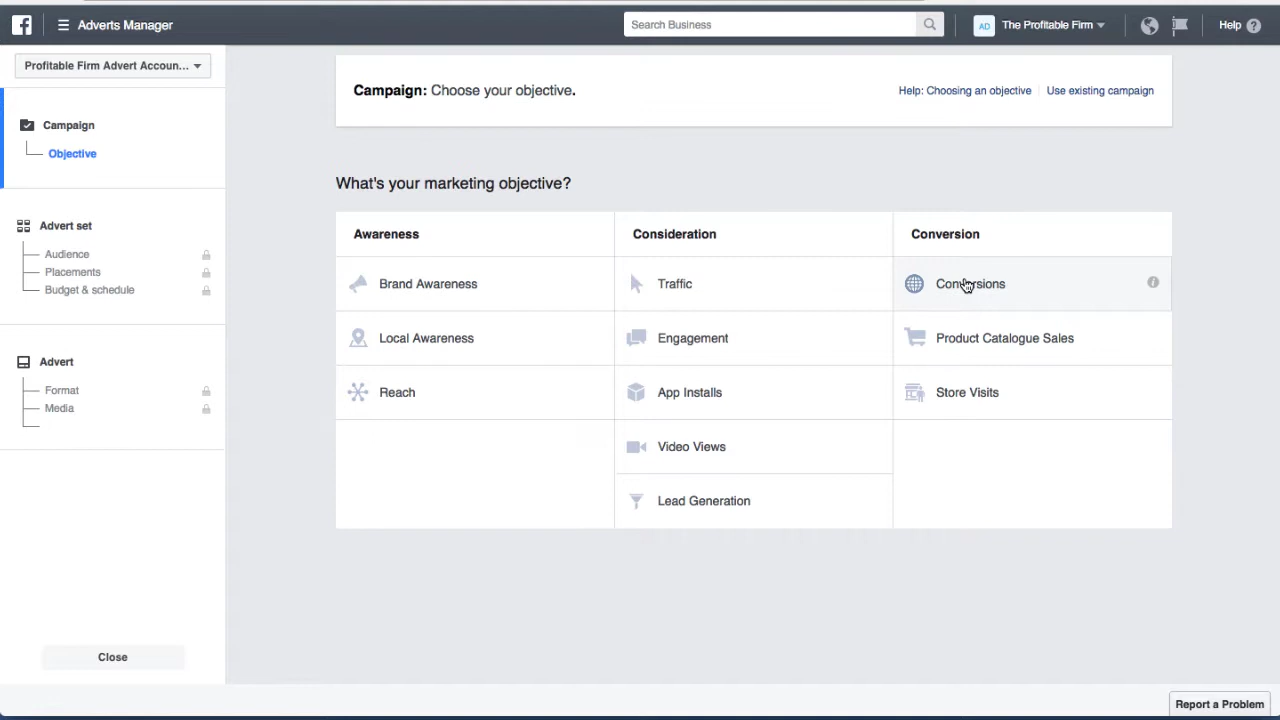 f
Adverts Manager
Search Business
AD
The Profitable Firm
Help ?
Profitable Firm Advert Accoun...
Campaign
Objective
Advert set
Audience
Placements
Budget & schedule
Advert
Format
Media
Close
Campaign: Choose your objective.
Help: Choosing an objective
Use existing campaign
What's your marketing objective?
Awareness
Consideration
Conversion
Brand Awareness
Traffic
Conversions
i
Local Awareness
Engagement
Product Catalogue Sales
Reach
App Installs
Store Visits
Video Views
Lead Generation
Report a Problem